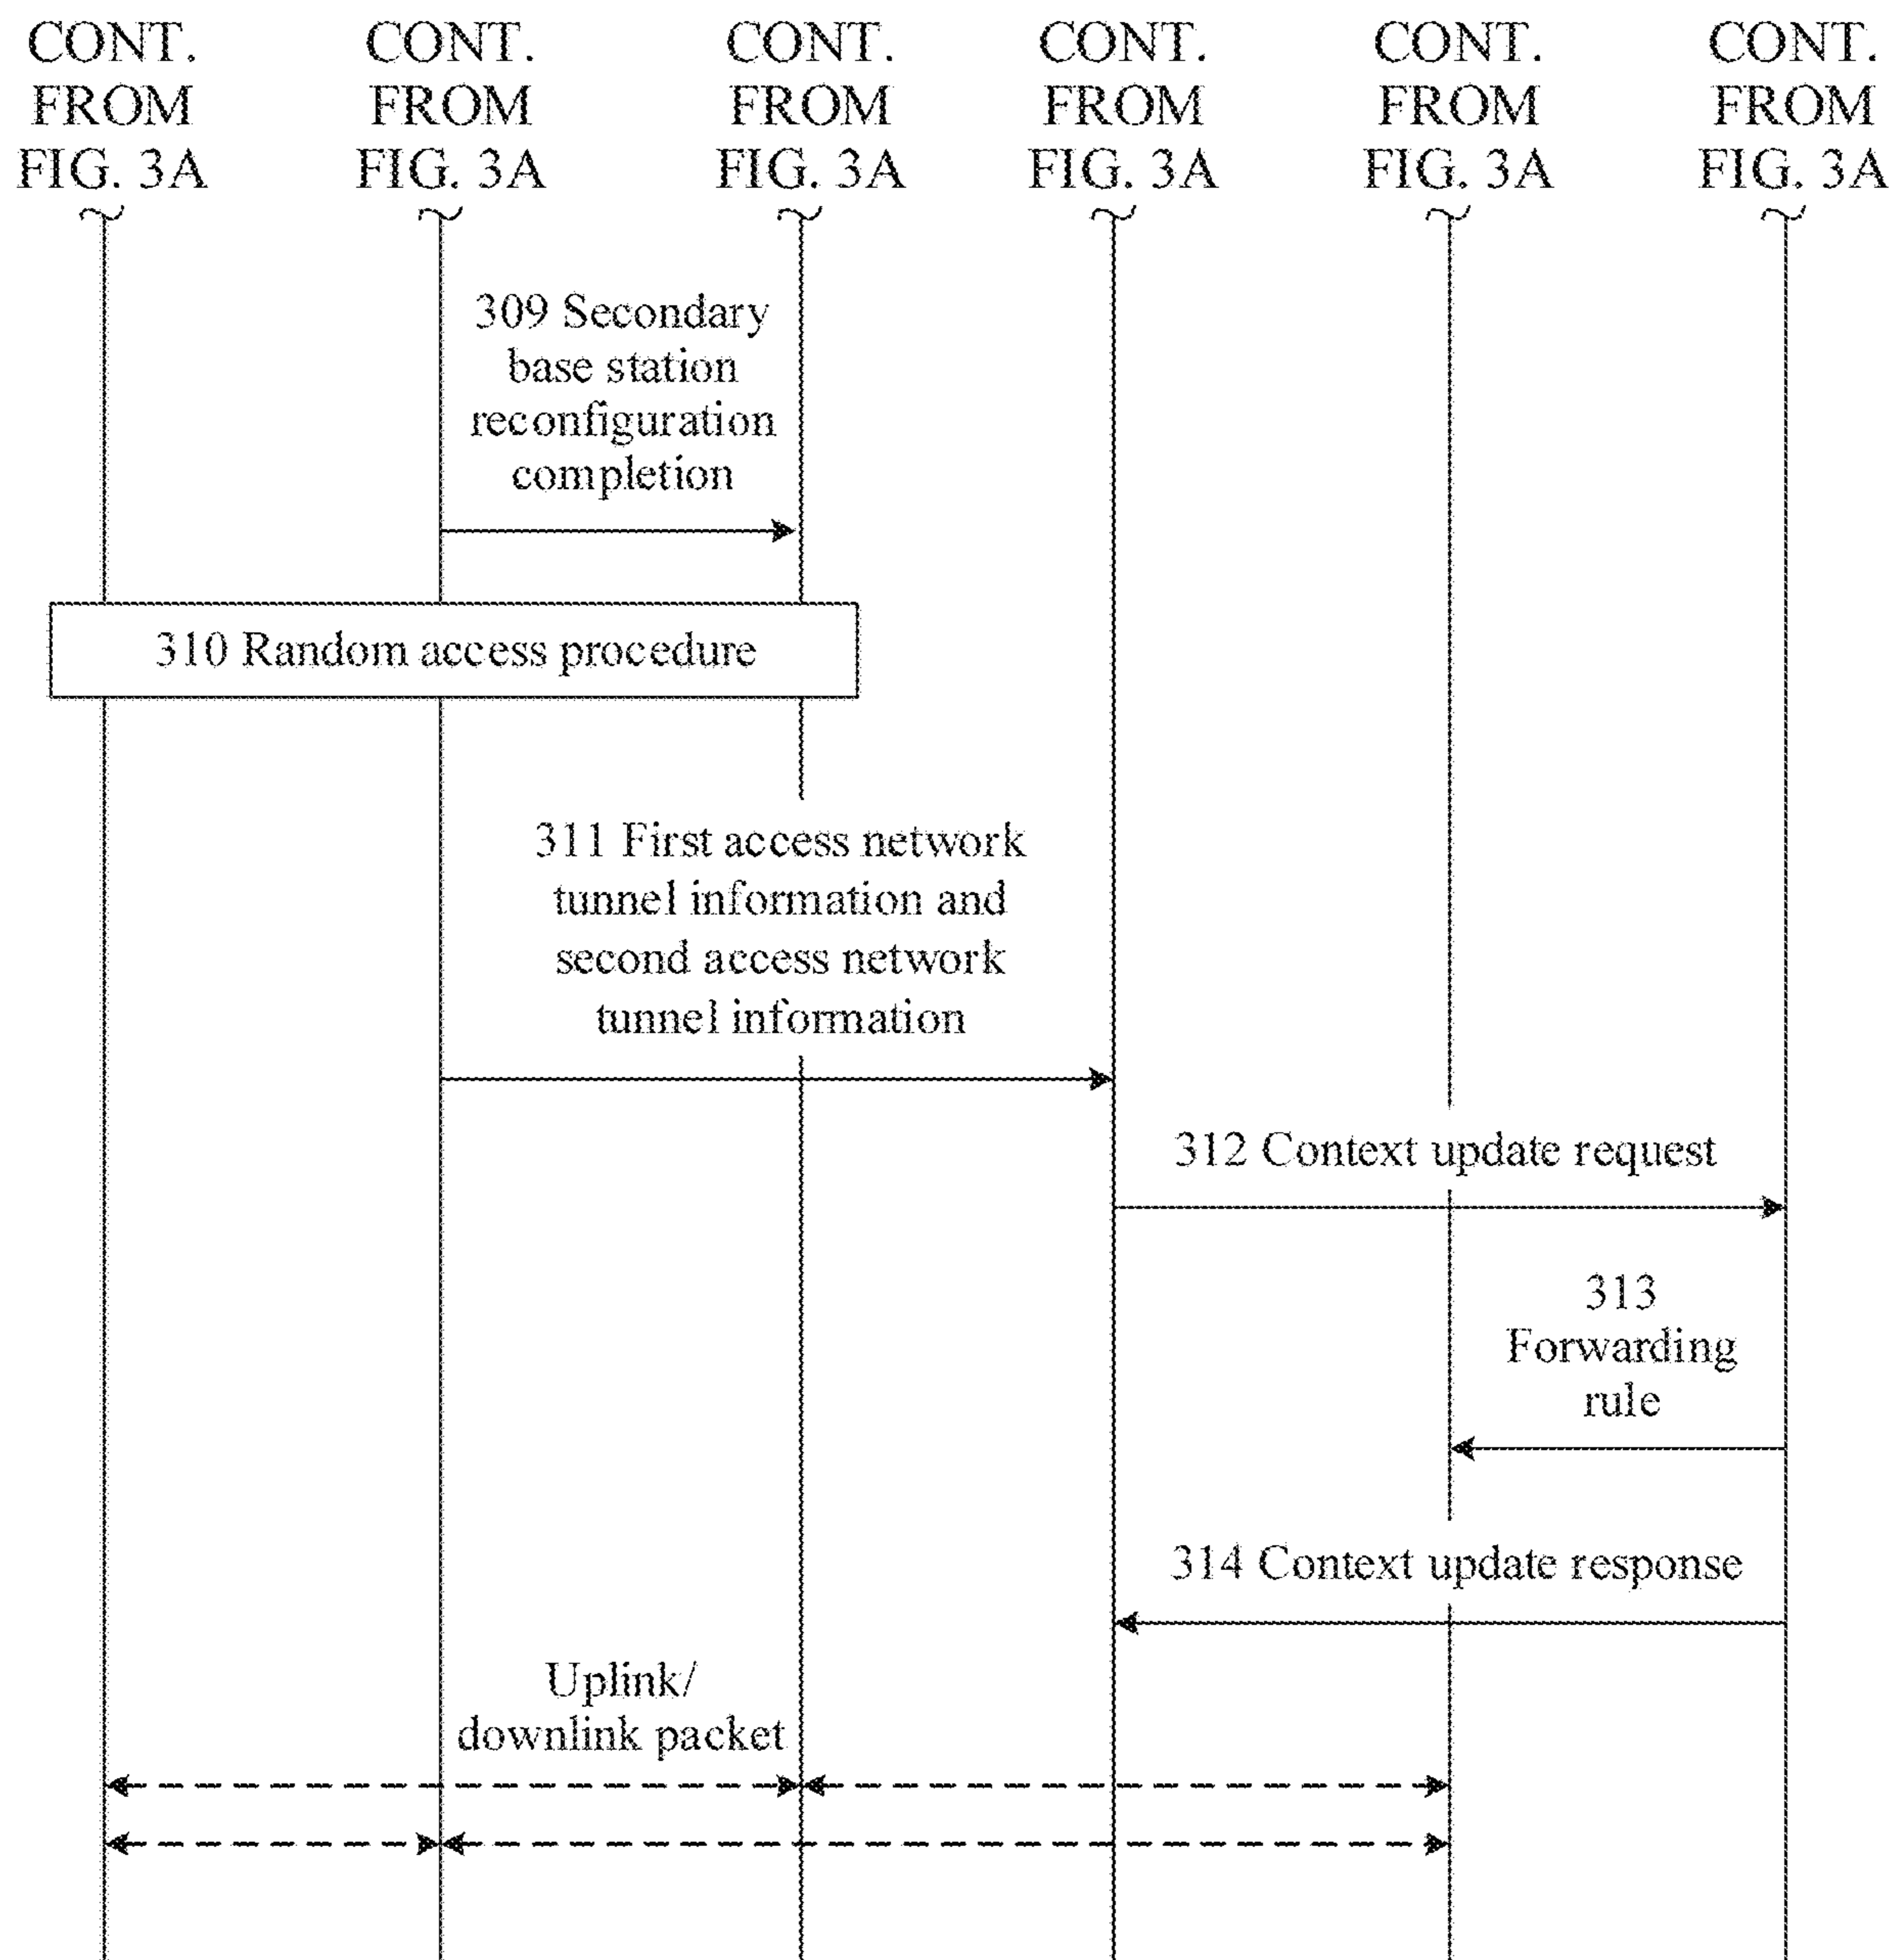 CONT. CONT. CONT. CONT. CONT. CONT.
FROM FROM FROM FROM FROM FROM
FIG. 3A FIG. 3A FIG. 3A FIG. 3A FIG. 3A FIG. 3A
309 Secondary
base station
reconfiguration
completion
310 Random access procedure
311 First access network
tunnel information and
second access network
tunnel information
312 Context update request
313
Forwarding
rule
314 Context update response
Uplink/
downlink packet